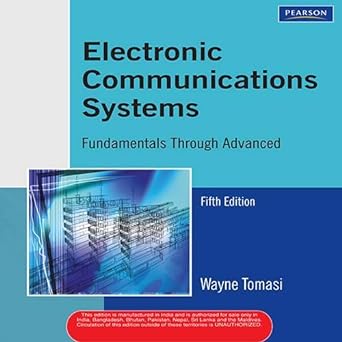 PEARSON
Electronic
Communications
Systems
Fundamentals Through Advanced
Fifth Edition
Wayne Tomasi
This edition is manufactured in India and is authorized for sale only in
India, Bangladesh, Bhutan, Pakistan, Nepal, Sri Lanka and the Maldives.
Circulation of this edition outside of these territories is UNAUTHORIZED.